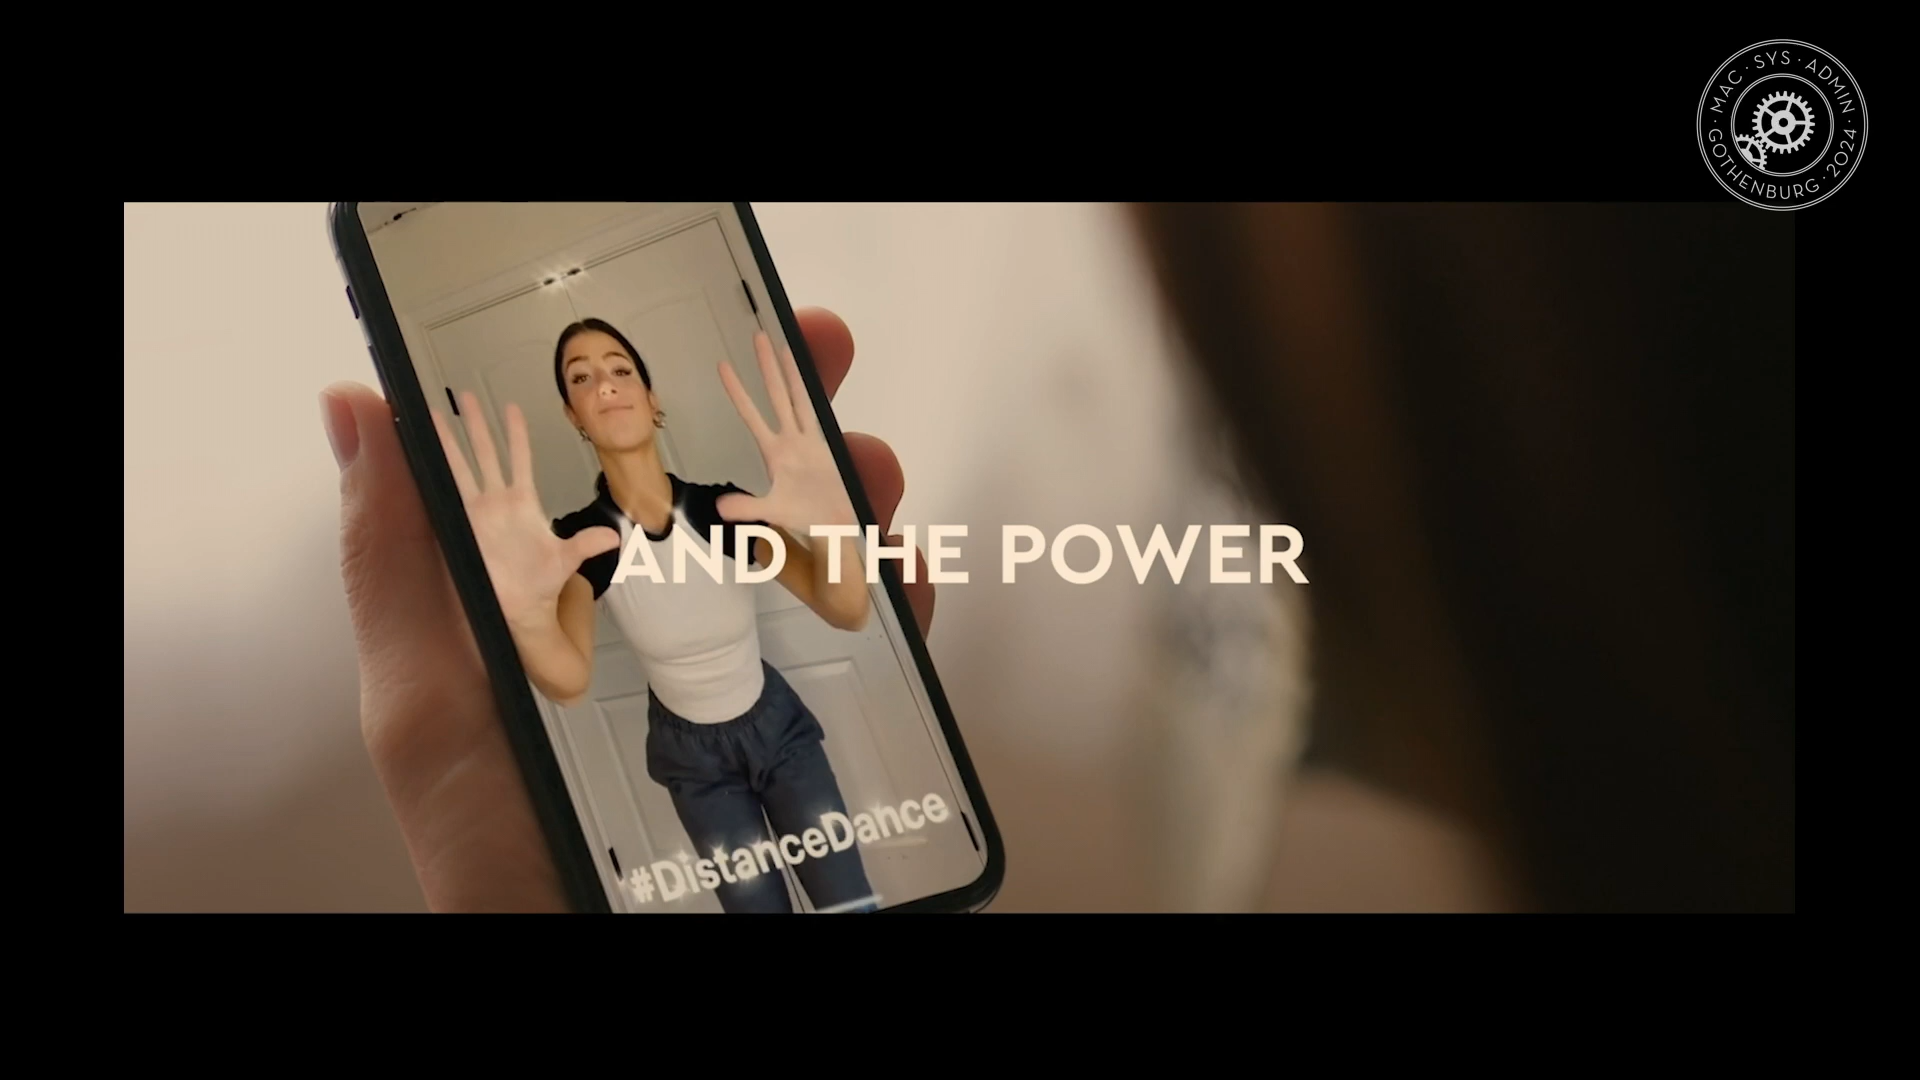 MAC · SYS · ADMIN · GOTHENBURG · 2024 ·
AND THE POWER
#DistanceDance